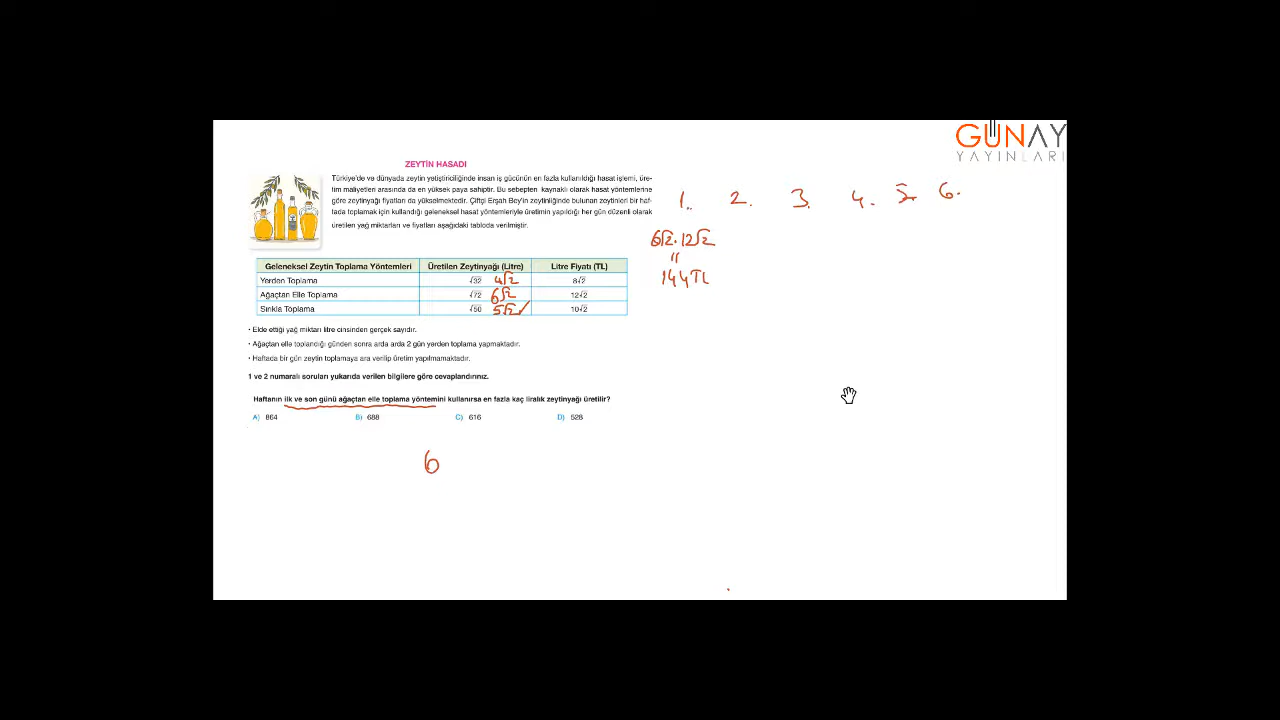 GÜNAY
YAYINLARI
ZEYTİN HASADI
Türkiye'de ve dünyada zeytin yetiştiriciliğinde insan iş gücünün en fazla kullanıldığı hasat işlemi, üre-
tim maliyetleri arasında da en yüksek paya sahiptir. Bu sebepten kaynaklı olarak hasat yöntemlerine
göre zeytinyağı fiyatları da yükselmektedir. Çiftçi Erşah Bey'in zeytinliğinde bulunan zeytinleri bir haf-
tada toplamak için kullandığı geleneksel hasat yöntemleriyle üretimin yapıldığı her gün düzenli olarak
üretilen yağ miktarları ve fiyatları aşağıdaki tabloda verilmiştir.
1. 2. 3. 4. 5. 6.
6√2.12√2
=
144TL
Geleneksel Zeytin Toplama Yöntemleri Üretilen Zeytinyağı (Litre) Litre Fiyatı (TL)
Yerden Toplama √32 4√2 8√2
Ağaçtan Elle Toplama √72 6√2 12√2
Sırıkla Toplama √50 5√2 ✓ 10√2
• Elde ettiği yağ miktarı litre cinsinden gerçek sayıdır.
• Ağaçtan elle toplandığı günden sonra arda arda 2 gün yerden toplama yapmaktadır.
• Haftada bir gün zeytin toplamaya ara verilip üretim yapılmamaktadır.
1 ve 2 numaralı soruları yukarıda verilen bilgilere göre cevaplandırınız.
Haftanın ilk ve son günü ağaçtan elle toplama yöntemini kullanırsa en fazla kaç liralık zeytinyağı üretilir?
A) 864 B) 688 C) 616 D) 528
6